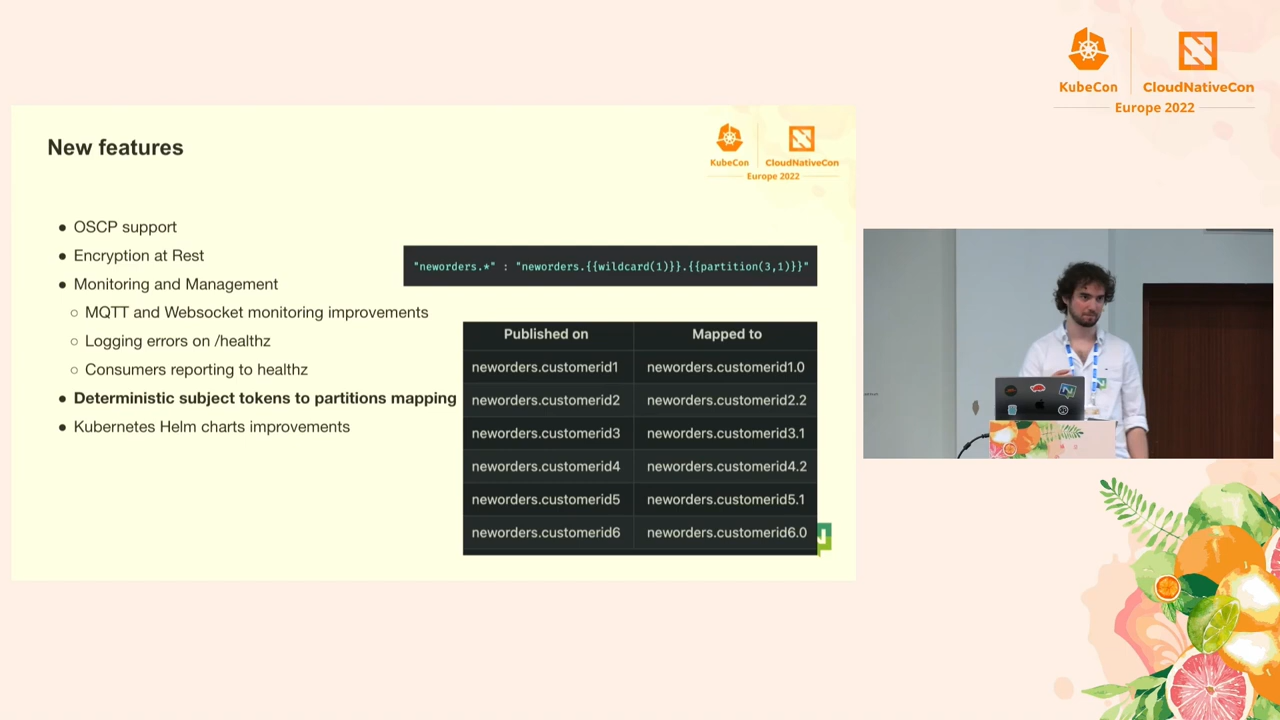 KubeCon
CloudNativeCon
Europe 2022
New features
KubeCon
CloudNativeCon
Europe 2022
● OSCP support
● Encryption at Rest
● Monitoring and Management
○ MQTT and Websocket monitoring improvements
○ Logging errors on /healthz
○ Consumers reporting to healthz
● Deterministic subject tokens to partitions mapping
● Kubernetes Helm charts improvements
"neworders.*" : "neworders.{{wildcard(1)}}.{{partition(3,1)}}"
Published on Mapped to
neworders.customerid1 neworders.customerid1.0
neworders.customerid2 neworders.customerid2.2
neworders.customerid3 neworders.customerid3.1
neworders.customerid4 neworders.customerid4.2
neworders.customerid5 neworders.customerid5.1
neworders.customerid6 neworders.customerid6.0